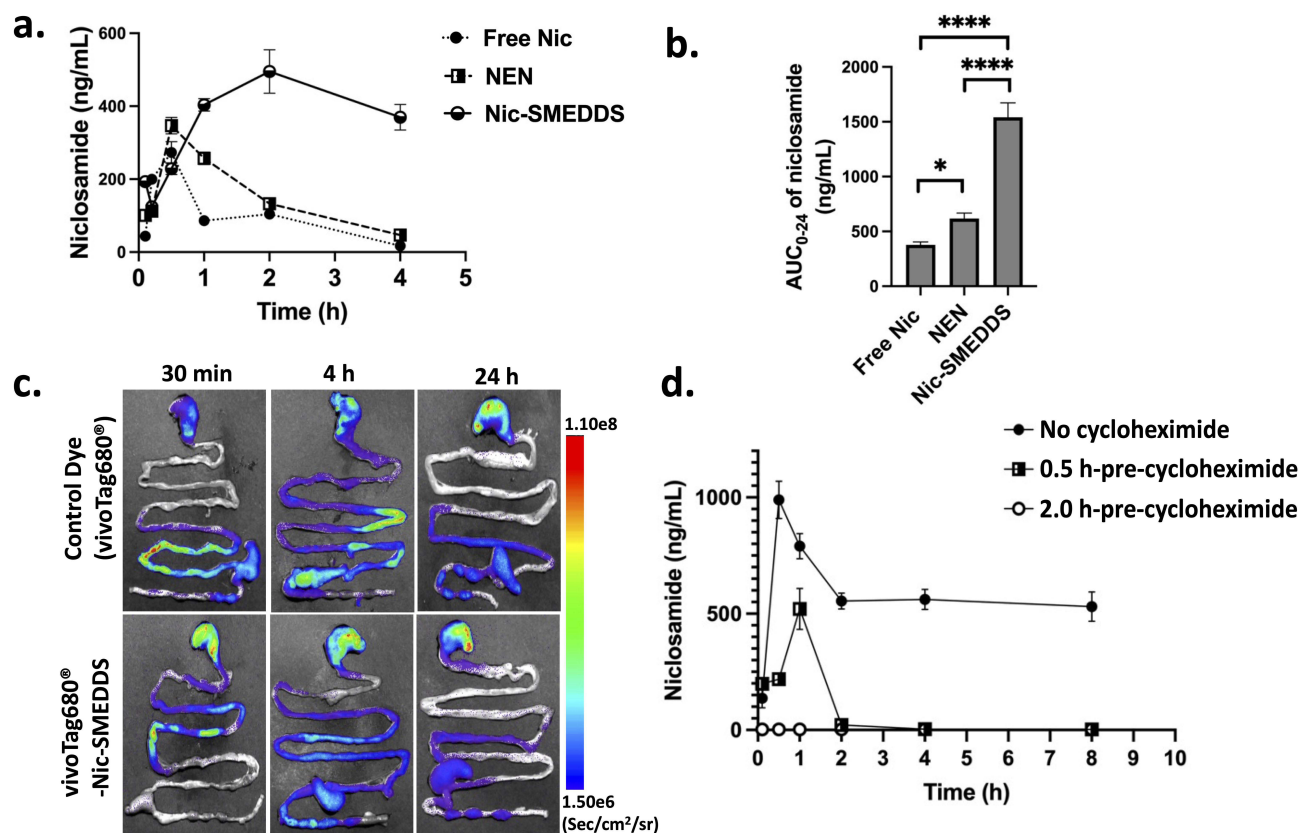 a.
600
400
200
0
Niclosamide (ng/mL)
0 1 2 3 4 5
Time (h)
Free Nic
NEN
Nic-SMEDDS
b.
****
****
*
2000
1500
1000
500
0
AUC0-24 of niclosamide
(ng/mL)
Free Nic
NEN
Nic-SMEDDS
c.
30 min
4 h
24 h
Control Dye
(vivoTag680®)
vivoTag680®
-Nic-SMEDDS
1.10e8
1.50e6
(Sec/cm²/sr)
d.
No cycloheximide
0.5 h-pre-cycloheximide
2.0 h-pre-cycloheximide
1000
500
0
Niclosamide (ng/mL)
0 1 2 3 4 5 6 7 8 9 10
Time (h)